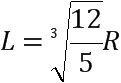 L = ∛(12/5) R